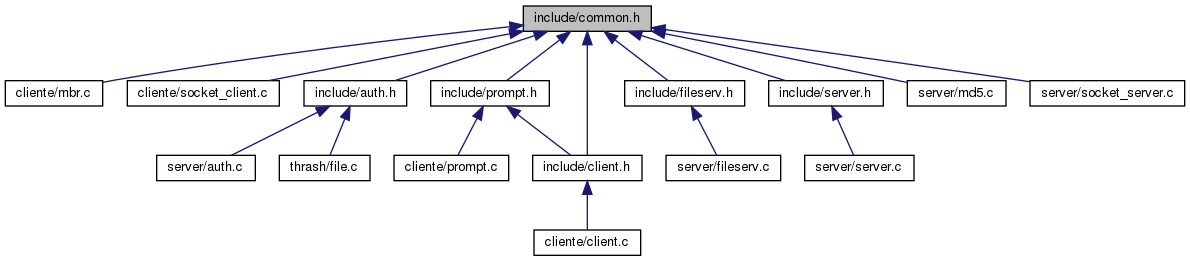 include/common.h
cliente/mbr.c
cliente/socket_client.c
include/auth.h
include/prompt.h
include/fileserv.h
include/server.h
server/md5.c
server/socket_server.c
server/auth.c
thrash/file.c
cliente/prompt.c
include/client.h
server/fileserv.c
server/server.c
cliente/client.c